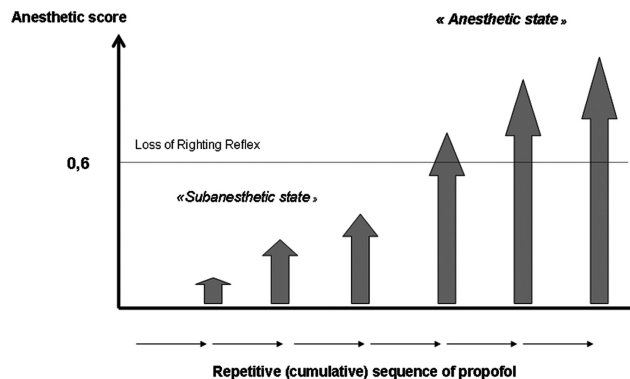 Anesthetic score
« Anesthetic state »
Loss of Righting Reflex
0,6
«Subanesthetic state »
Repetitive (cumulative) sequence of propofol